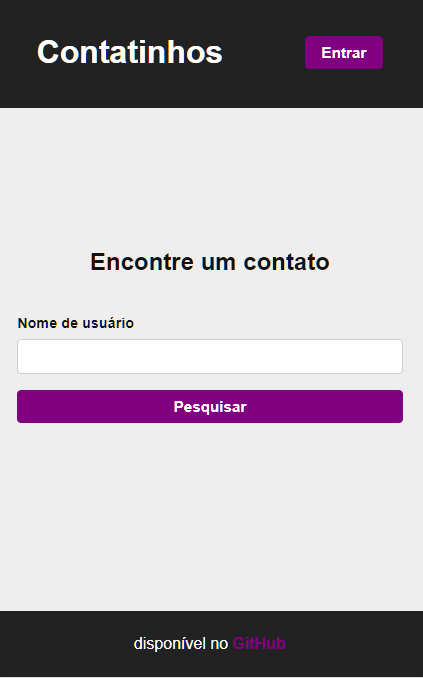 Contatinhos
Entrar
Encontre um contato
Nome de usuário
Pesquisar
disponível no GitHub